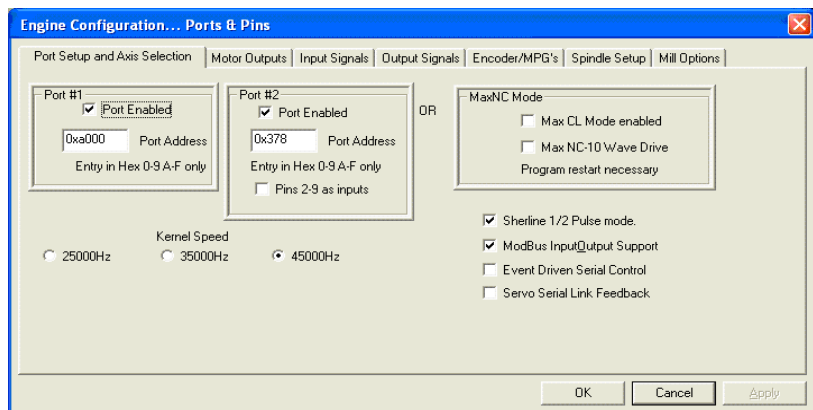 Engine Configuration... Ports & Pins
Port Setup and Axis Selection Motor Outputs Input Signals Output Signals Encoder/MPG's Spindle Setup Mill Options
Port #1
Port Enabled
0xa000 Port Address
Entry in Hex 0-9 A-F only
Port #2
Port Enabled
0x378 Port Address
Entry in Hex 0-9 A-F only
Pins 2-9 as inputs
OR
MaxNC Mode
Max CL Mode enabled
Max NC-10 Wave Drive
Program restart necessary
Kernel Speed
25000Hz 35000Hz 45000Hz
Sherline 1/2 Pulse mode.
ModBus InputOutput Support
Event Driven Serial Control
Servo Serial Link Feedback
OK Cancel Apply